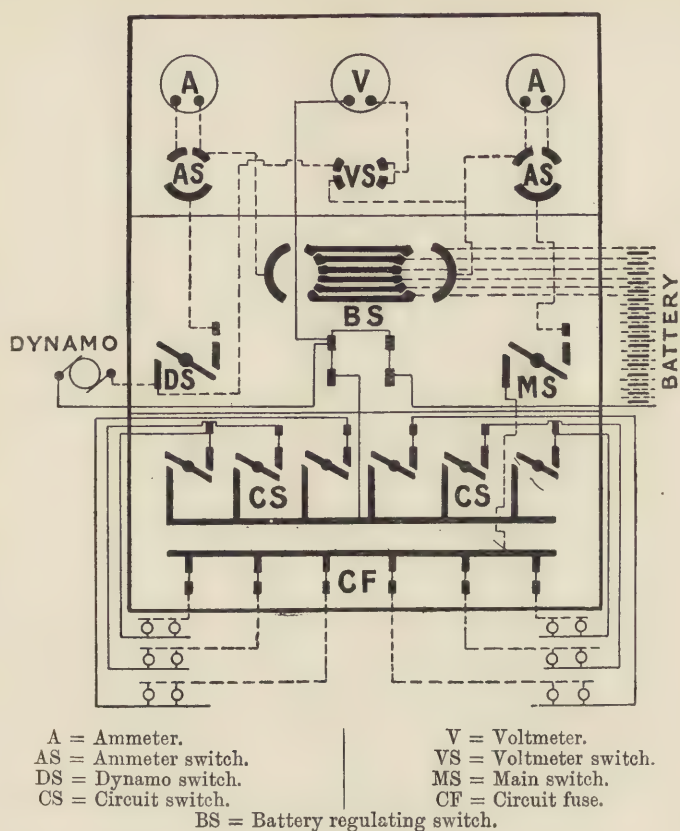 A V A
AS VS AS
BS
DYNAMO
DS MS
BATTERY
CS CS
CF
A = Ammeter.
AS = Ammeter switch.
DS = Dynamo switch.
CS = Circuit switch.
V = Voltmeter.
VS = Voltmeter switch.
MS = Main switch.
CF = Circuit fuse.
BS = Battery regulating switch.